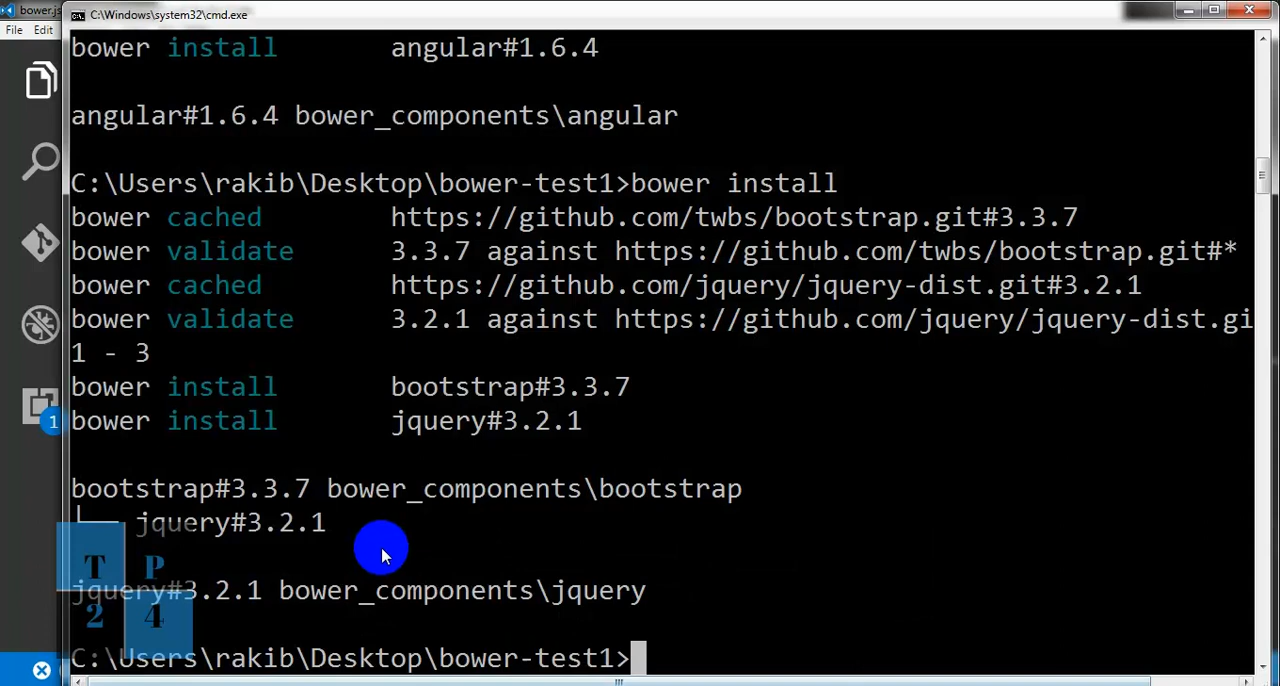 bower.js
C:\Windows\system32\cmd.exe
File Edit
bower install angular#1.6.4
angular#1.6.4 bower_components\angular
C:\Users\rakib\Desktop\bower-test1>bower install
bower cached https://github.com/twbs/bootstrap.git#3.3.7
bower validate 3.3.7 against https://github.com/twbs/bootstrap.git#*
bower cached https://github.com/jquery/jquery-dist.git#3.2.1
bower validate 3.2.1 against https://github.com/jquery/jquery-dist.gi
1 - 3
bower install bootstrap#3.3.7
bower install jquery#3.2.1
1
bootstrap#3.3.7 bower_components\bootstrap
└── jquery#3.2.1
T P
jquery#3.2.1 bower_components\jquery
2 4
C:\Users\rakib\Desktop\bower-test1>